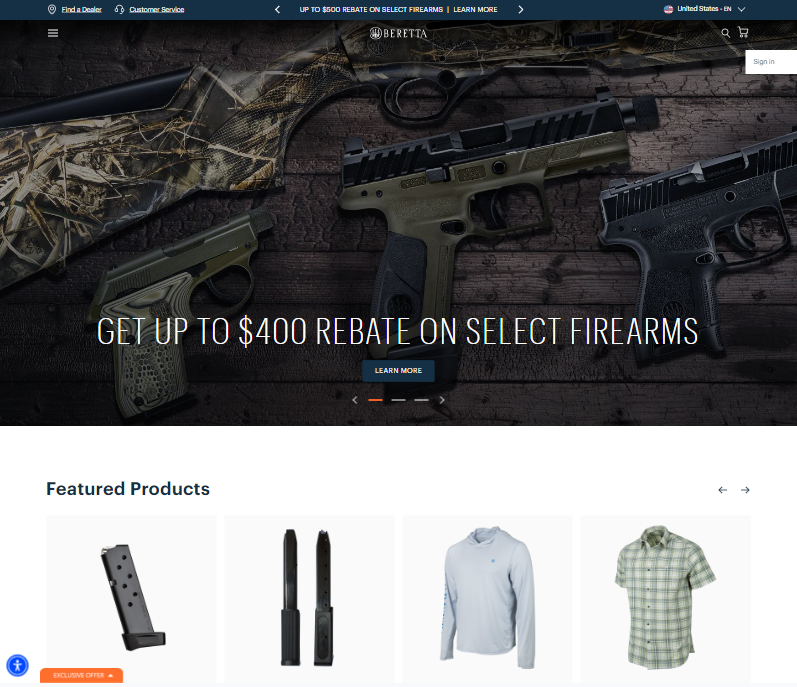 Find a Dealer
Customer Service
UP TO $500 REBATE ON SELECT FIREARMS | LEARN MORE
United States - EN
BERETTA
Sign in
GET UP TO $400 REBATE ON SELECT FIREARMS
LEARN MORE
Featured Products
EXCLUSIVE OFFER